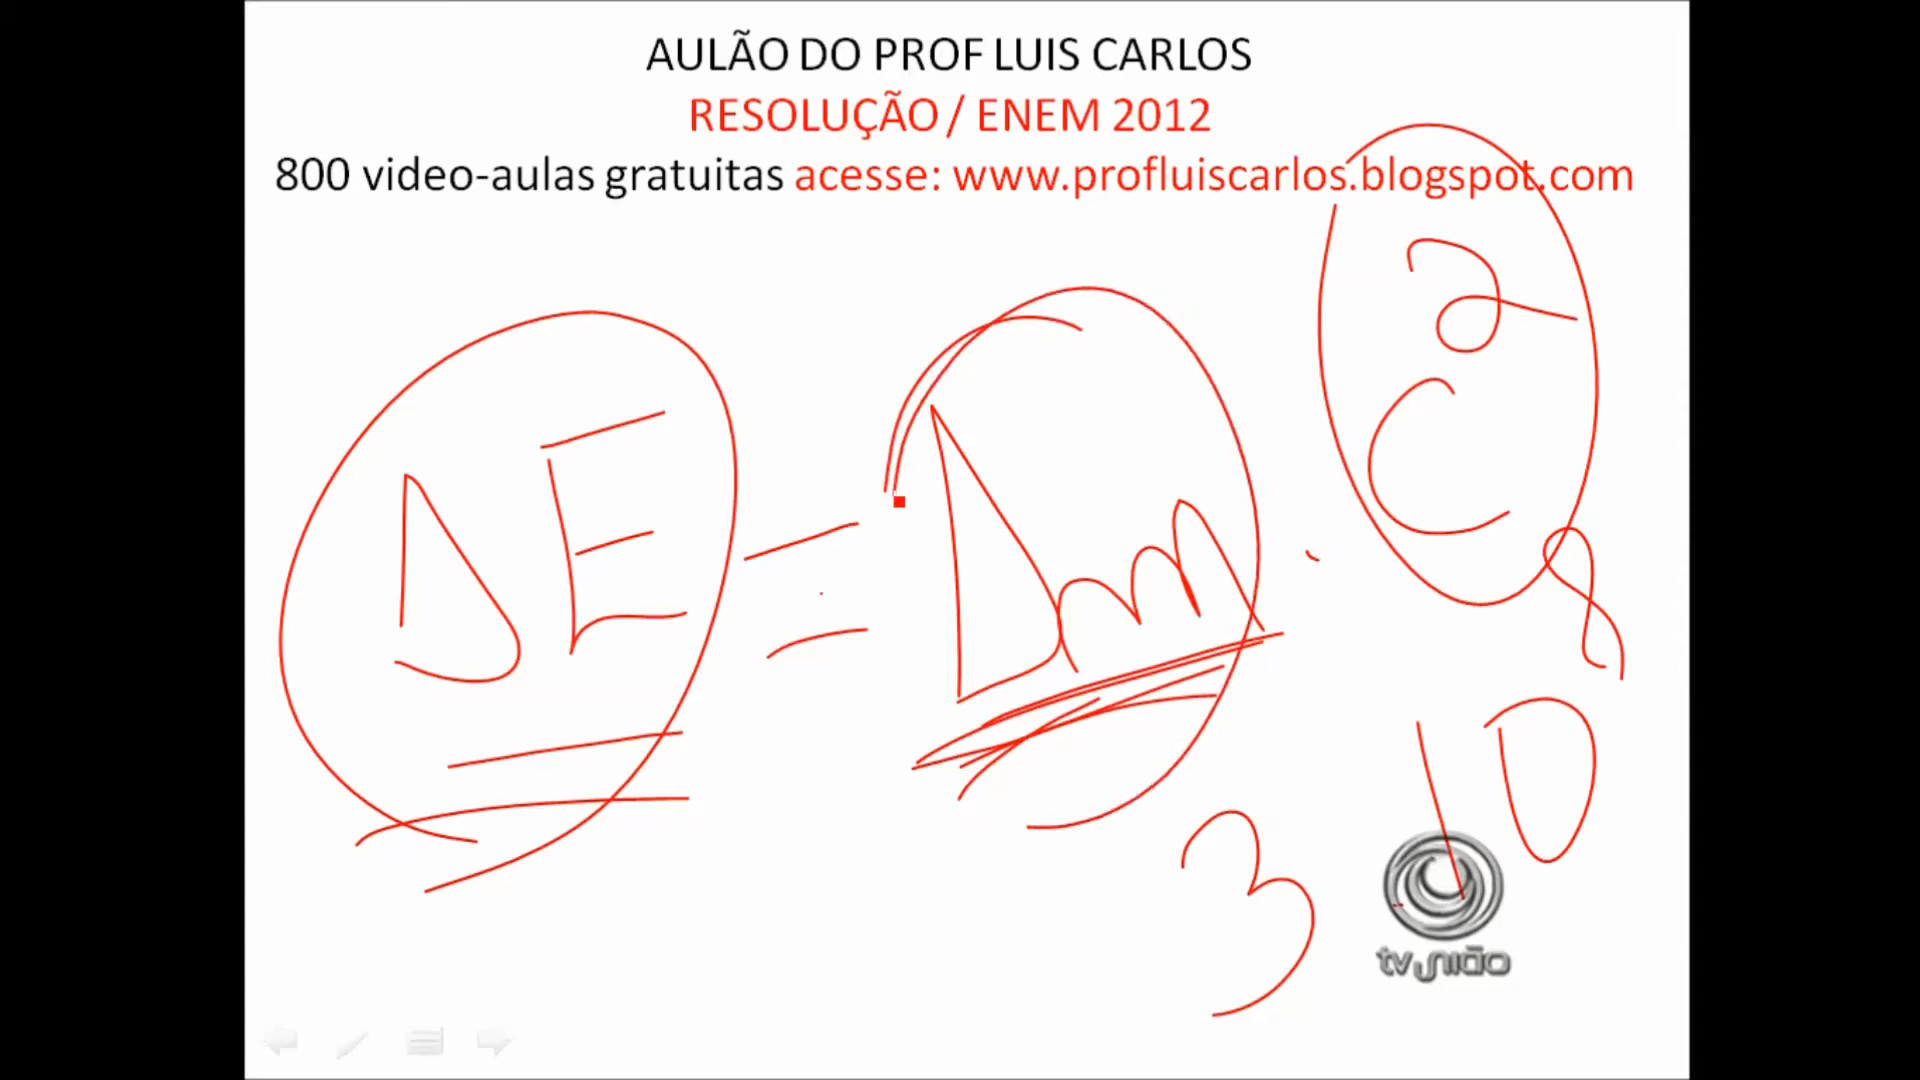 AULÃO DO PROF LUIS CARLOS
RESOLUÇÃO / ENEM 2012
800 video-aulas gratuitas acesse: www.profluiscarlos.blogspot.com
ΔE = Δm . C²
3 10⁸
tv união